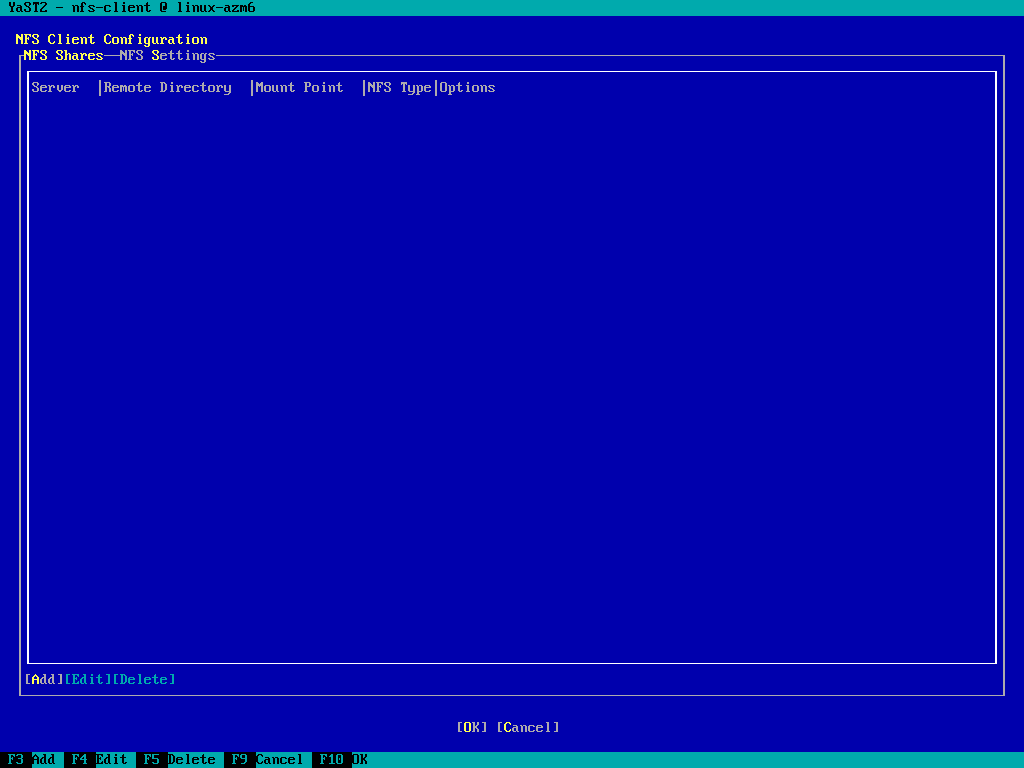 YaST2 - nfs-client @ linux-azm6
NFS Client Configuration
NFS Shares NFS Settings
Server |Remote Directory |Mount Point |NFS Type|Options
[Add][Edit][Delete]
[OK] [Cancel]
F3 Add F4 Edit F5 Delete F9 Cancel F10 OK